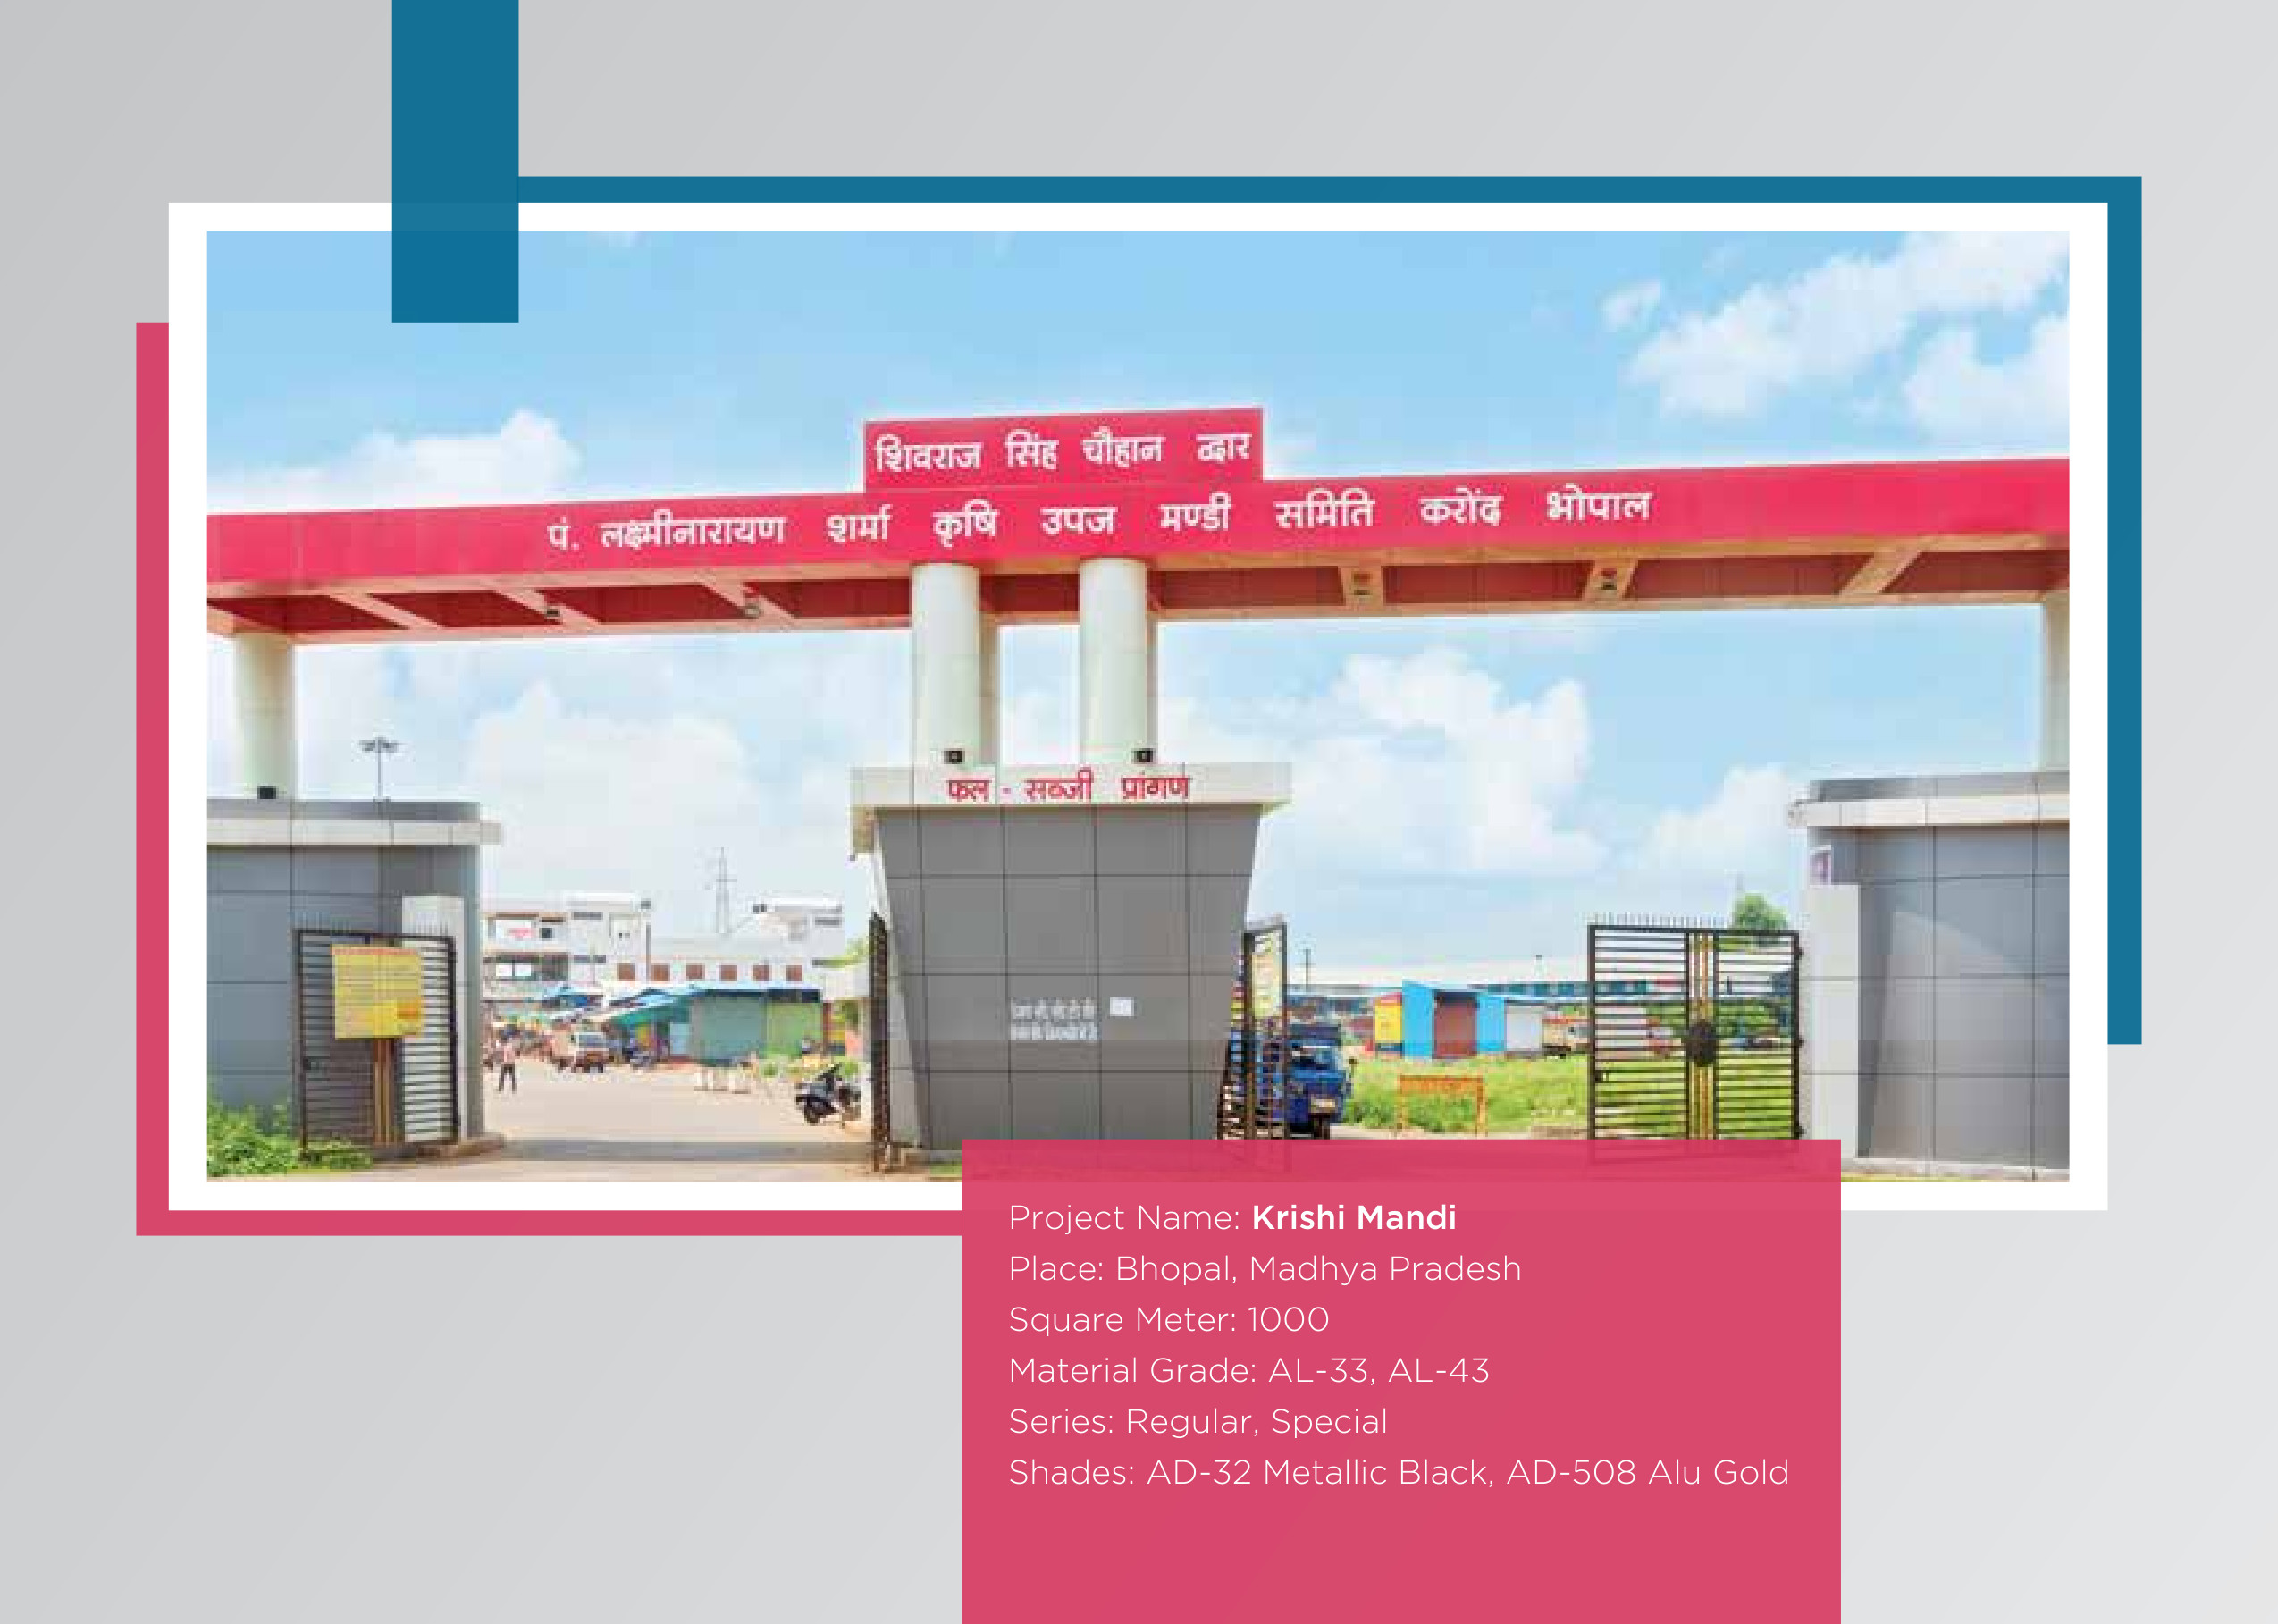 शिवराज सिंह चौहान द्वार
पं. लक्ष्मीनारायण शर्मा कृषि उपज मण्डी समिति करोंद भोपाल
फल - सब्जी प्रांगण
Project Name: Krishi Mandi
Place: Bhopal, Madhya Pradesh
Square Meter: 1000
Material Grade: AL-33, AL-43
Series: Regular, Special
Shades: AD-32 Metallic Black, AD-508 Alu Gold